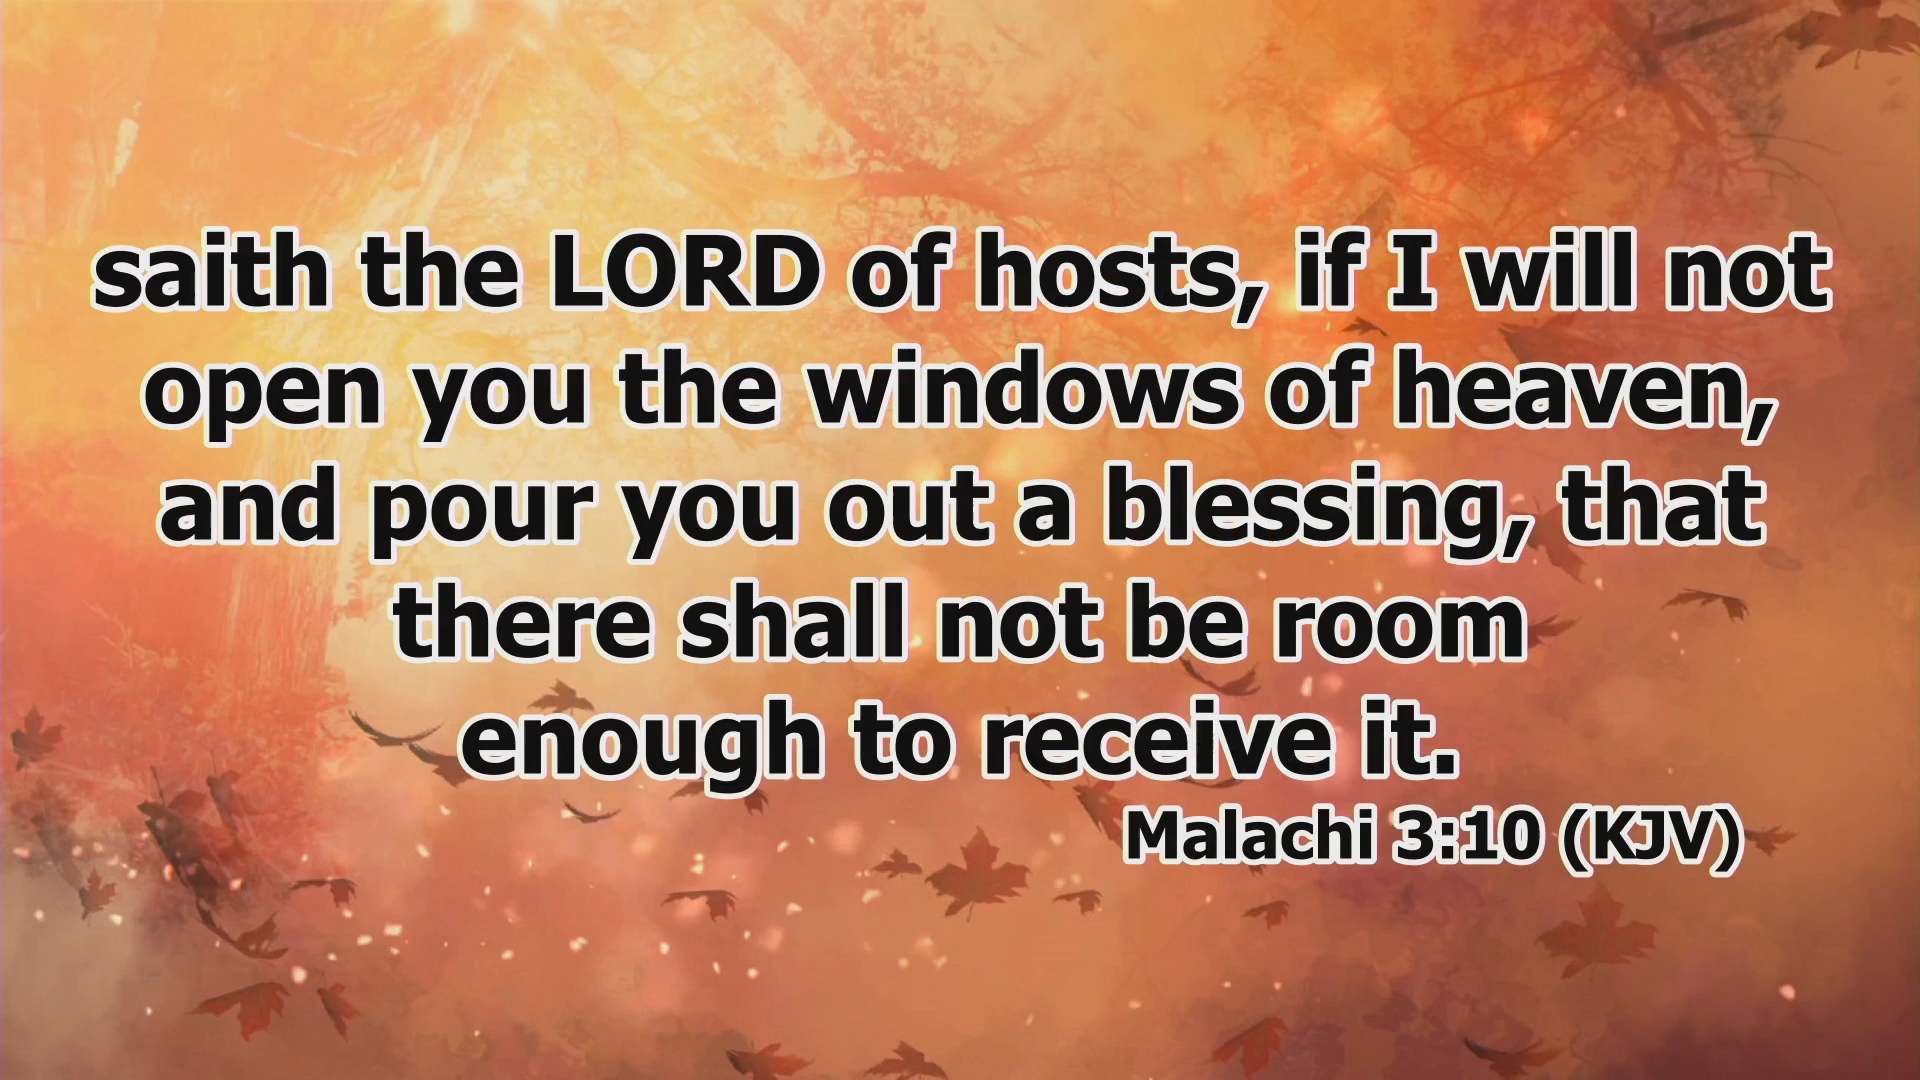 saith the LORD of hosts, if I will not
open you the windows of heaven,
and pour you out a blessing, that
there shall not be room
enough to receive it.
Malachi 3:10 (KJV)